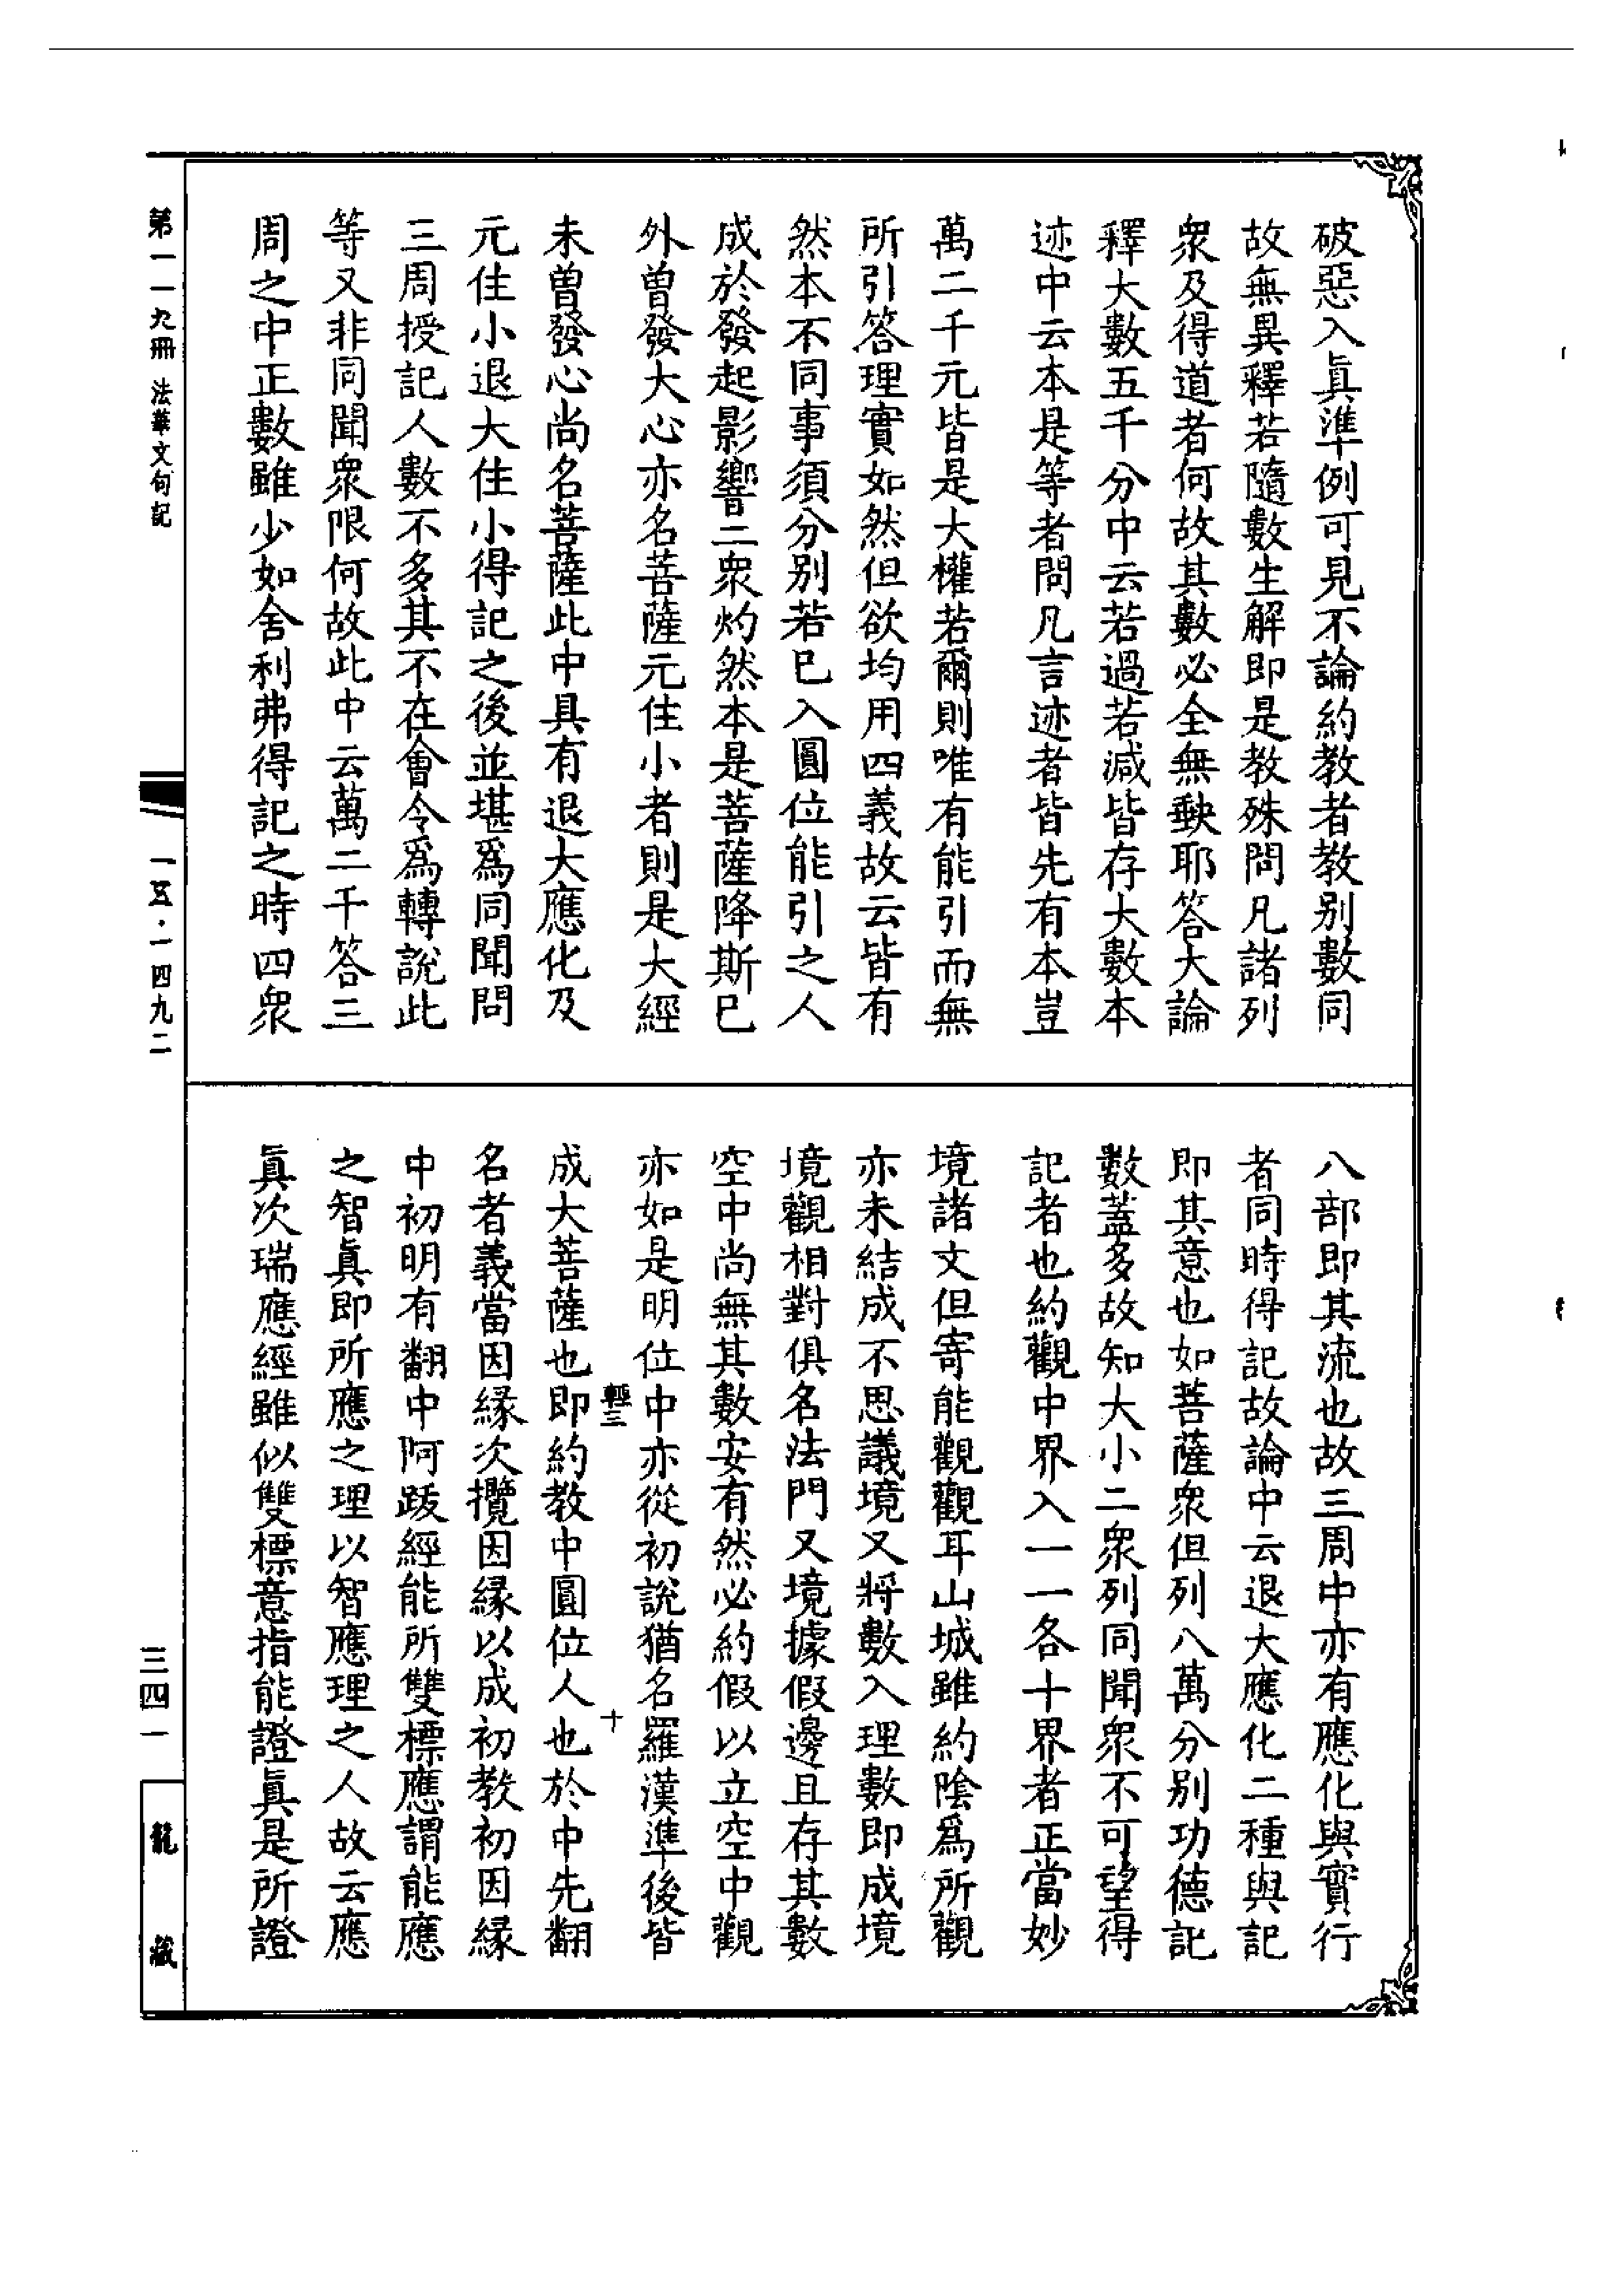 破惡入眞準例可見不論約教者教别數同
故無異釋若隨數生解即是教殊問凡諸列
衆及得道者何故其數必全無缺耶答大論
釋大數五千分中云若過若減皆存大數本
迹中云本是等者問凡言迹者皆先有本豈
萬二千元皆是大權若爾則唯有能引而無
所引答理實如然但欲均用四義故云皆有
然本不同事須分别若已入圓位能引之人
成於發起影響二衆灼然本是菩薩降斯已
外曾發大心亦名菩薩元住小者則是大經
未曾發心尚名菩薩此中具有退大應化及
元住小退大住小得記之後並堪爲同聞問
三周授記人數不多其不在會令爲轉說此
等又非同聞衆限何故此中云萬二千答三
周之中正數雖少如舍利弗得記之時四衆
八部即其流也故三周中亦有應化與實行
者同時得記故論中云退大應化二種與記
即其意也如菩薩衆但列八萬分别功德記
數蓋多故知大小二衆列同聞衆不可望得
記者也約觀中界入一一各十界者正當妙
境諸文但寄能觀觀耳山城雖約陰爲所觀
亦未結成不思議境又將數入理數即成境
境觀相對俱名法門又境據假邊且存其數
空中尚無其數安有然必約假以立空中觀
亦如是明位中亦從初說猶名羅漢準後皆
輕三 十
成大菩薩也即約教中圓位人也於中先翻
名者義當因緣次攬因緣以成初教初因緣
中初明有翻中阿跋經能所雙標應謂能應
之智眞即所應之理以智應理之人故云應
眞次瑞應經雖似雙標意指能證眞是所證
第一一九冊 法華文句記
一五·一四九二
三四一
龍藏